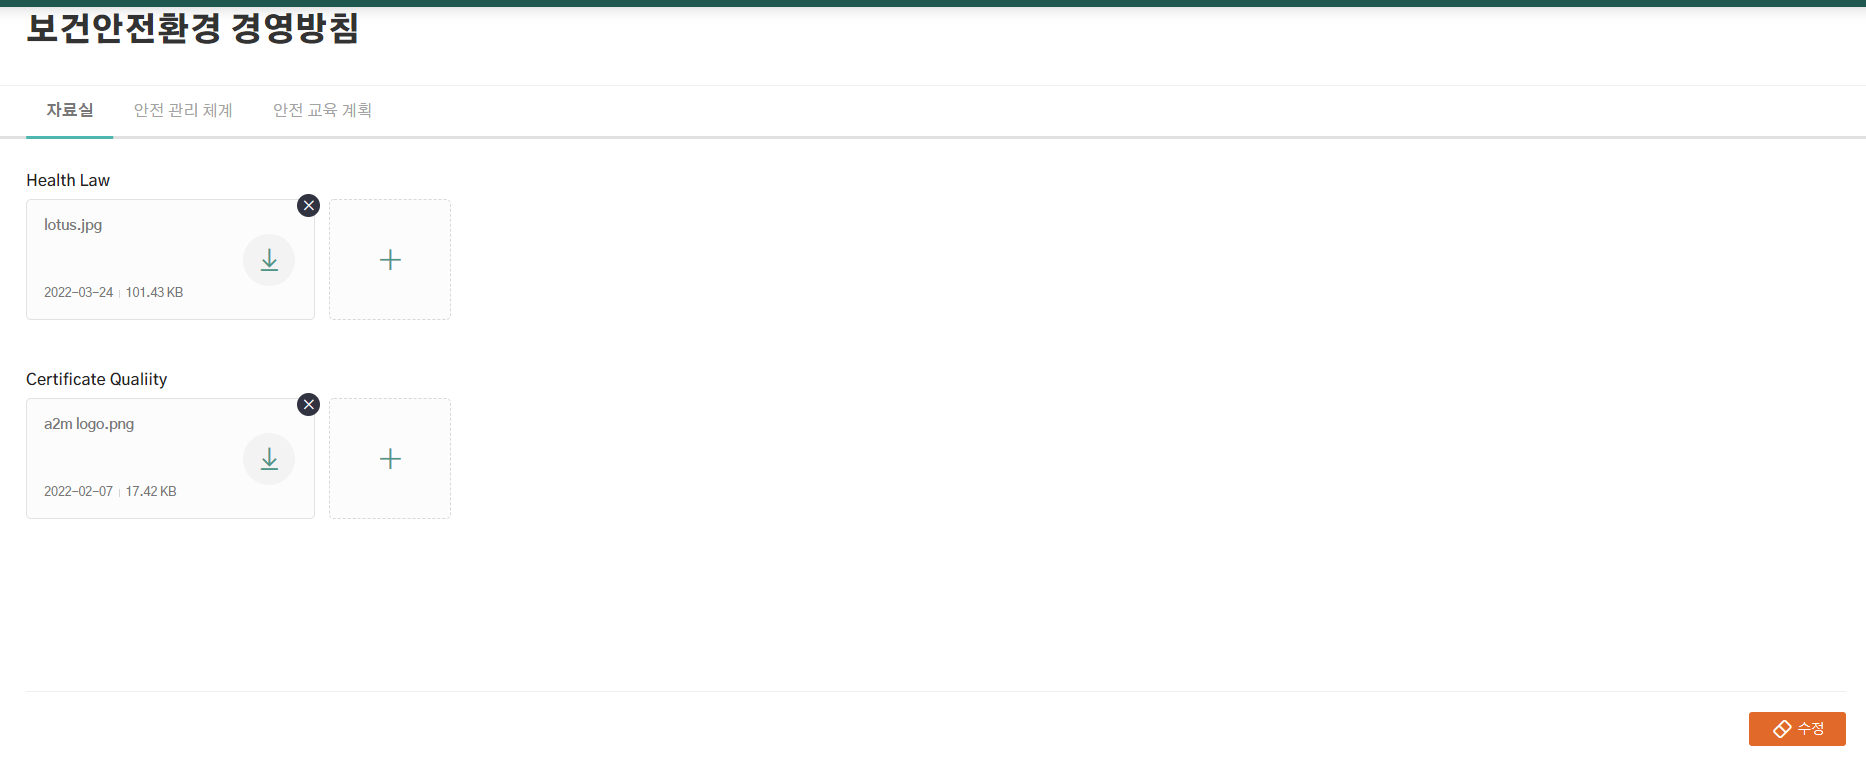 보건안전환경 경영방침
자료실 안전 관리 체계 안전 교육 계획
Health Law
lotus.jpg
2022-03-24 101.43 KB
Certificate Qualiity
a2m logo.png
2022-02-07 17.42 KB
수정